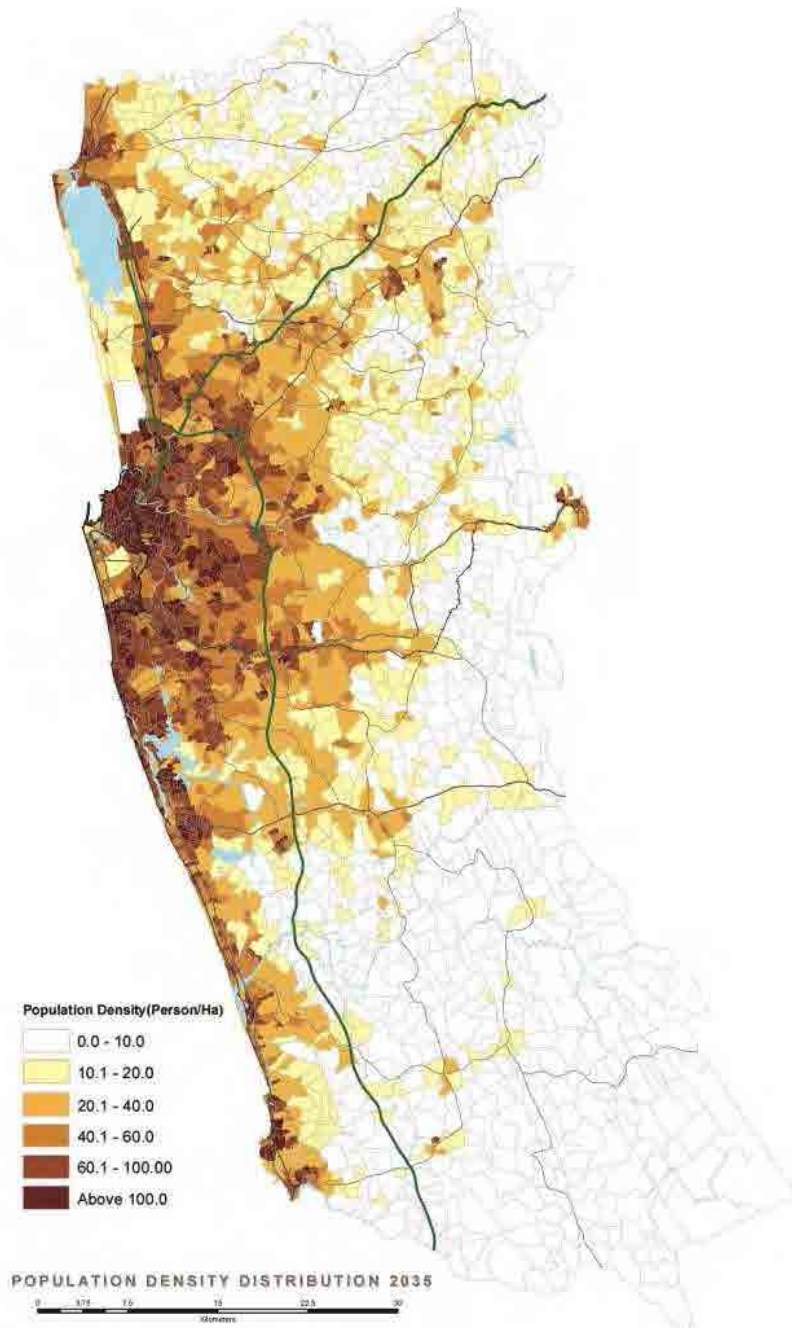 Population Density(Person/Ha)
0.0 - 10.0
10.1 - 20.0
20.1 - 40.0
40.1 - 60.0
60.1 - 100.00
Above 100.0
POPULATION DENSITY DISTRIBUTION 2035
0 3.75 7.5 15 22.5 30
Kilometers